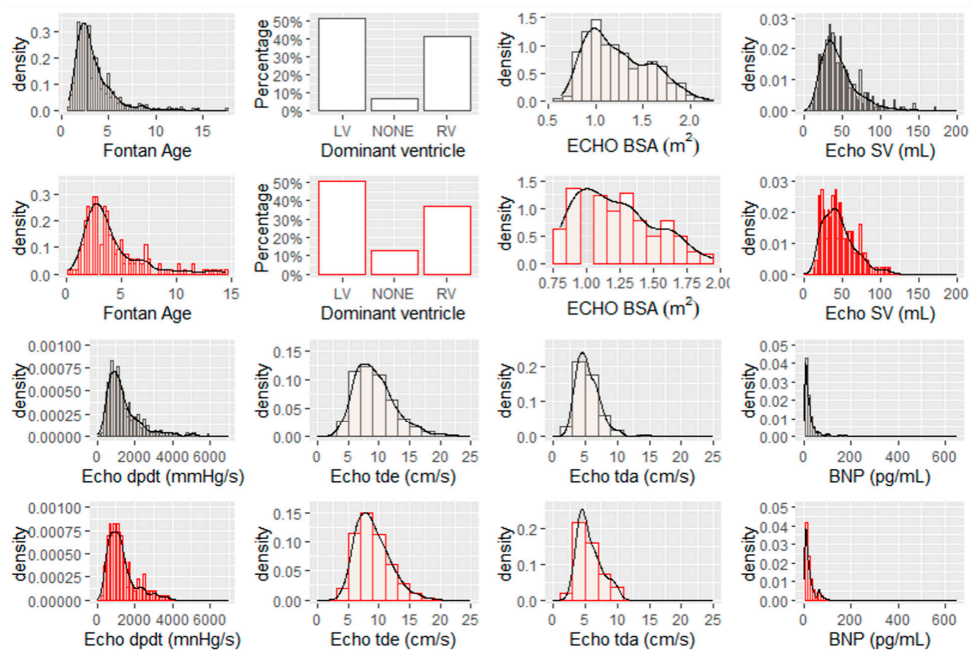 density
0.3
0.2
0.1
0.0
0 5 10 15
Fontan Age
Percentage
50%
40%
30%
20%
10%
0%
LV NONE RV
Dominant ventricle
density
1.5
1.0
0.5
0.0
0.5 1.0 1.5 2.0
ECHO BSA (m²)
density
0.03
0.02
0.01
0.00
0 50 100 150 200
Echo SV (mL)
density
0.3
0.2
0.1
0.0
0 5 10 15
Fontan Age
Percentage
50%
40%
30%
20%
10%
0%
LV NONE RV
Dominant ventricle
density
1.5
1.0
0.5
0.0
0.75 1.00 1.25 1.50 1.75 2.00
ECHO BSA (m²)
density
0.03
0.02
0.01
0.00
0 50 100 150 200
Echo SV (mL)
density
0.00100
0.00075
0.00050
0.00025
0.00000
0 2000 4000 6000
Echo dpdt (mmHg/s)
density
0.15
0.10
0.05
0.00
0 5 10 15 20 25
Echo tde (cm/s)
density
0.2
0.1
0.0
0 5 10 15 20 25
Echo tda (cm/s)
density
0.05
0.04
0.03
0.02
0.01
0.00
0 200 400 600
BNP (pg/mL)
density
0.00100
0.00075
0.00050
0.00025
0.00000
0 2000 4000 6000
Echo dpdt (mmHg/s)
density
0.15
0.10
0.05
0.00
0 5 10 15 20 25
Echo tde (cm/s)
density
0.2
0.1
0.0
0 5 10 15 20 25
Echo tda (cm/s)
density
0.05
0.04
0.03
0.02
0.01
0.00
0 200 400 600
BNP (pg/mL)